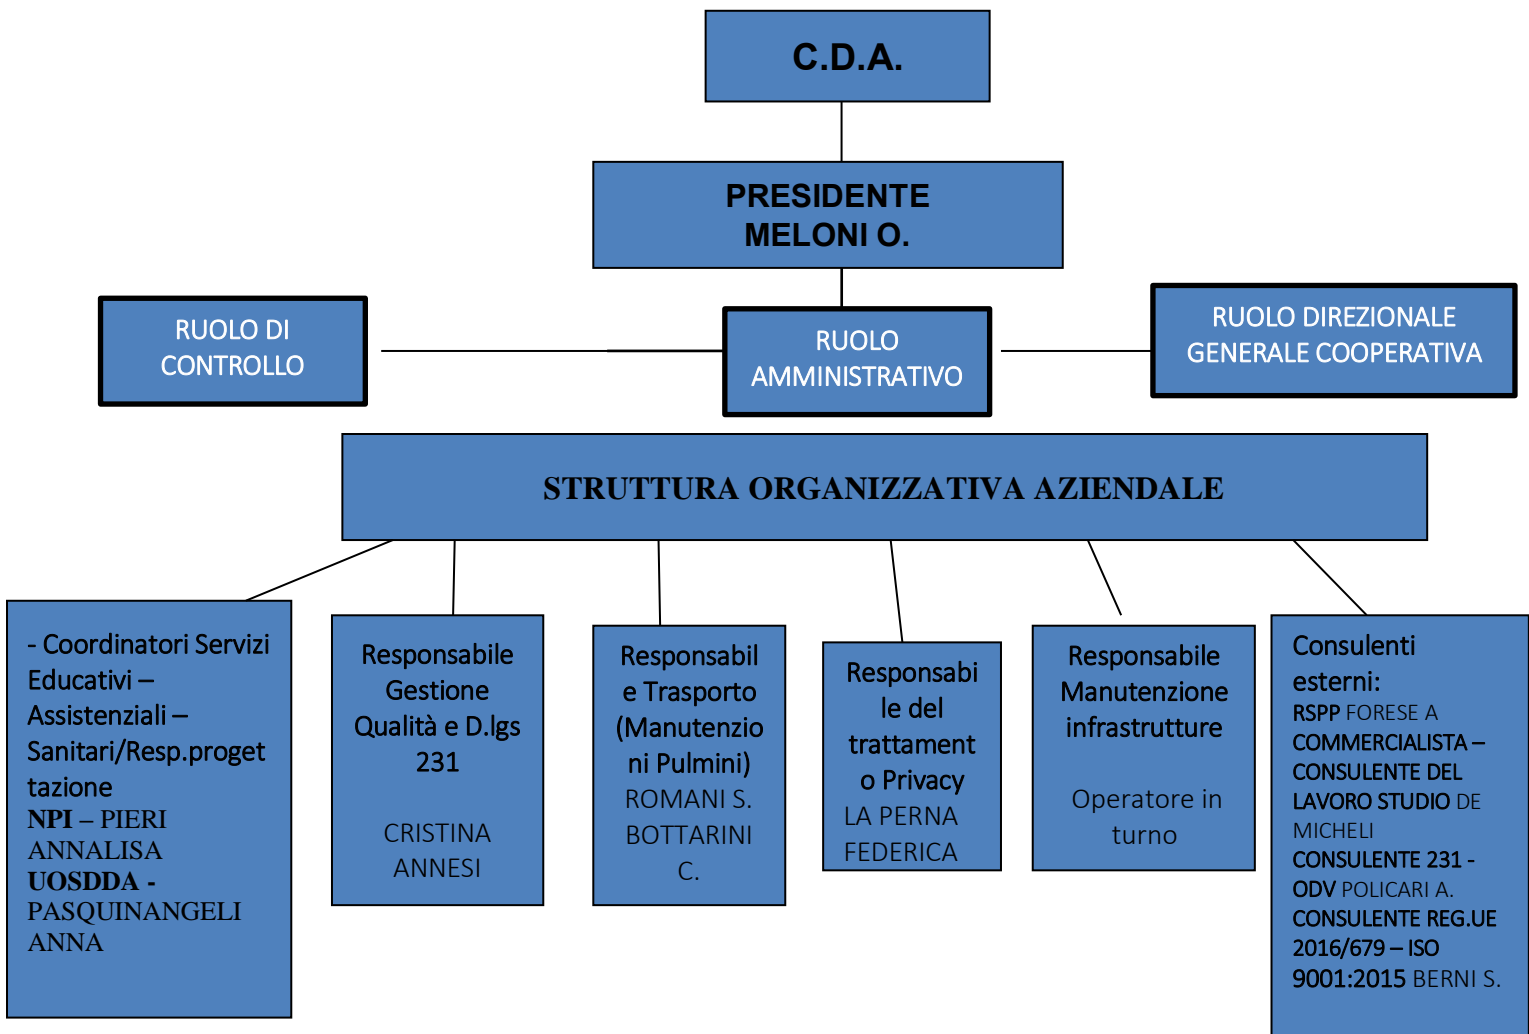 C.D.A.
PRESIDENTE
MELONI O.
RUOLO DI
CONTROLLO
RUOLO
AMMINISTRATIVO
RUOLO DIREZIONALE
GENERALE COOPERATIVA
STRUTTURA ORGANIZZATIVA AZIENDALE
- Coordinatori Servizi
Educativi –
Assistenziali –
Sanitari/Resp.proget
tazione
NPI – PIERI
ANNALISA
UOSDDA -
PASQUINANGELI
ANNA
Responsabile
Gestione
Qualità e D.lgs
231
CRISTINA
ANNESI
Responsabil
e Trasporto
(Manutenzio
ni Pulmini)
ROMANI S.
BOTTARINI
C.
Responsabi
le del
trattament
o Privacy
LA PERNA
FEDERICA
Responsabile
Manutenzione
infrastrutture
Operatore in
turno
Consulenti
esterni:
RSPP FORESE A
COMMERCIALISTA –
CONSULENTE DEL
LAVORO STUDIO DE
MICHELI
CONSULENTE 231 -
ODV POLICARI A.
CONSULENTE REG.UE
2016/679 – ISO
9001:2015 BERNI S.